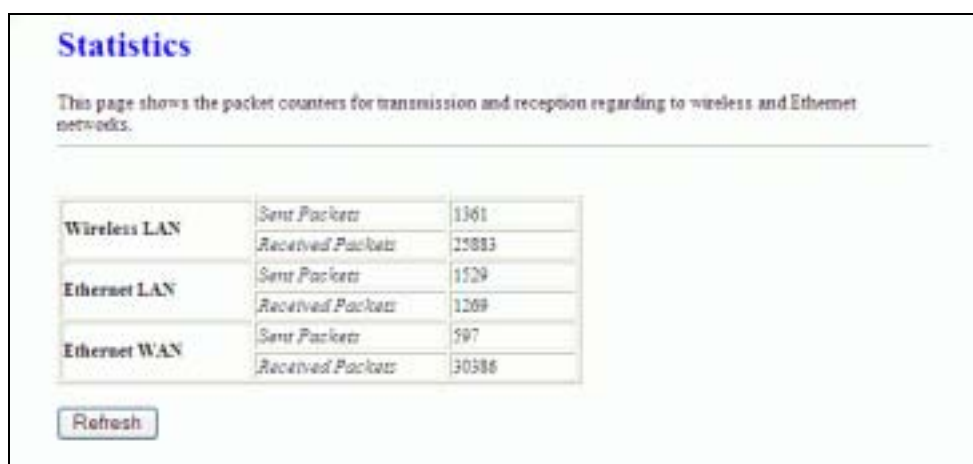 Statistics
This page shows the packet counters for transmission and reception regarding to wireless and Ethernet
networks.
Wireless LAN
Sent Packets 1361
Received Packets 25883
Ethernet LAN
Sent Packets 1529
Received Packets 1269
Ethernet WAN
Sent Packets 597
Received Packets 30386
Refresh